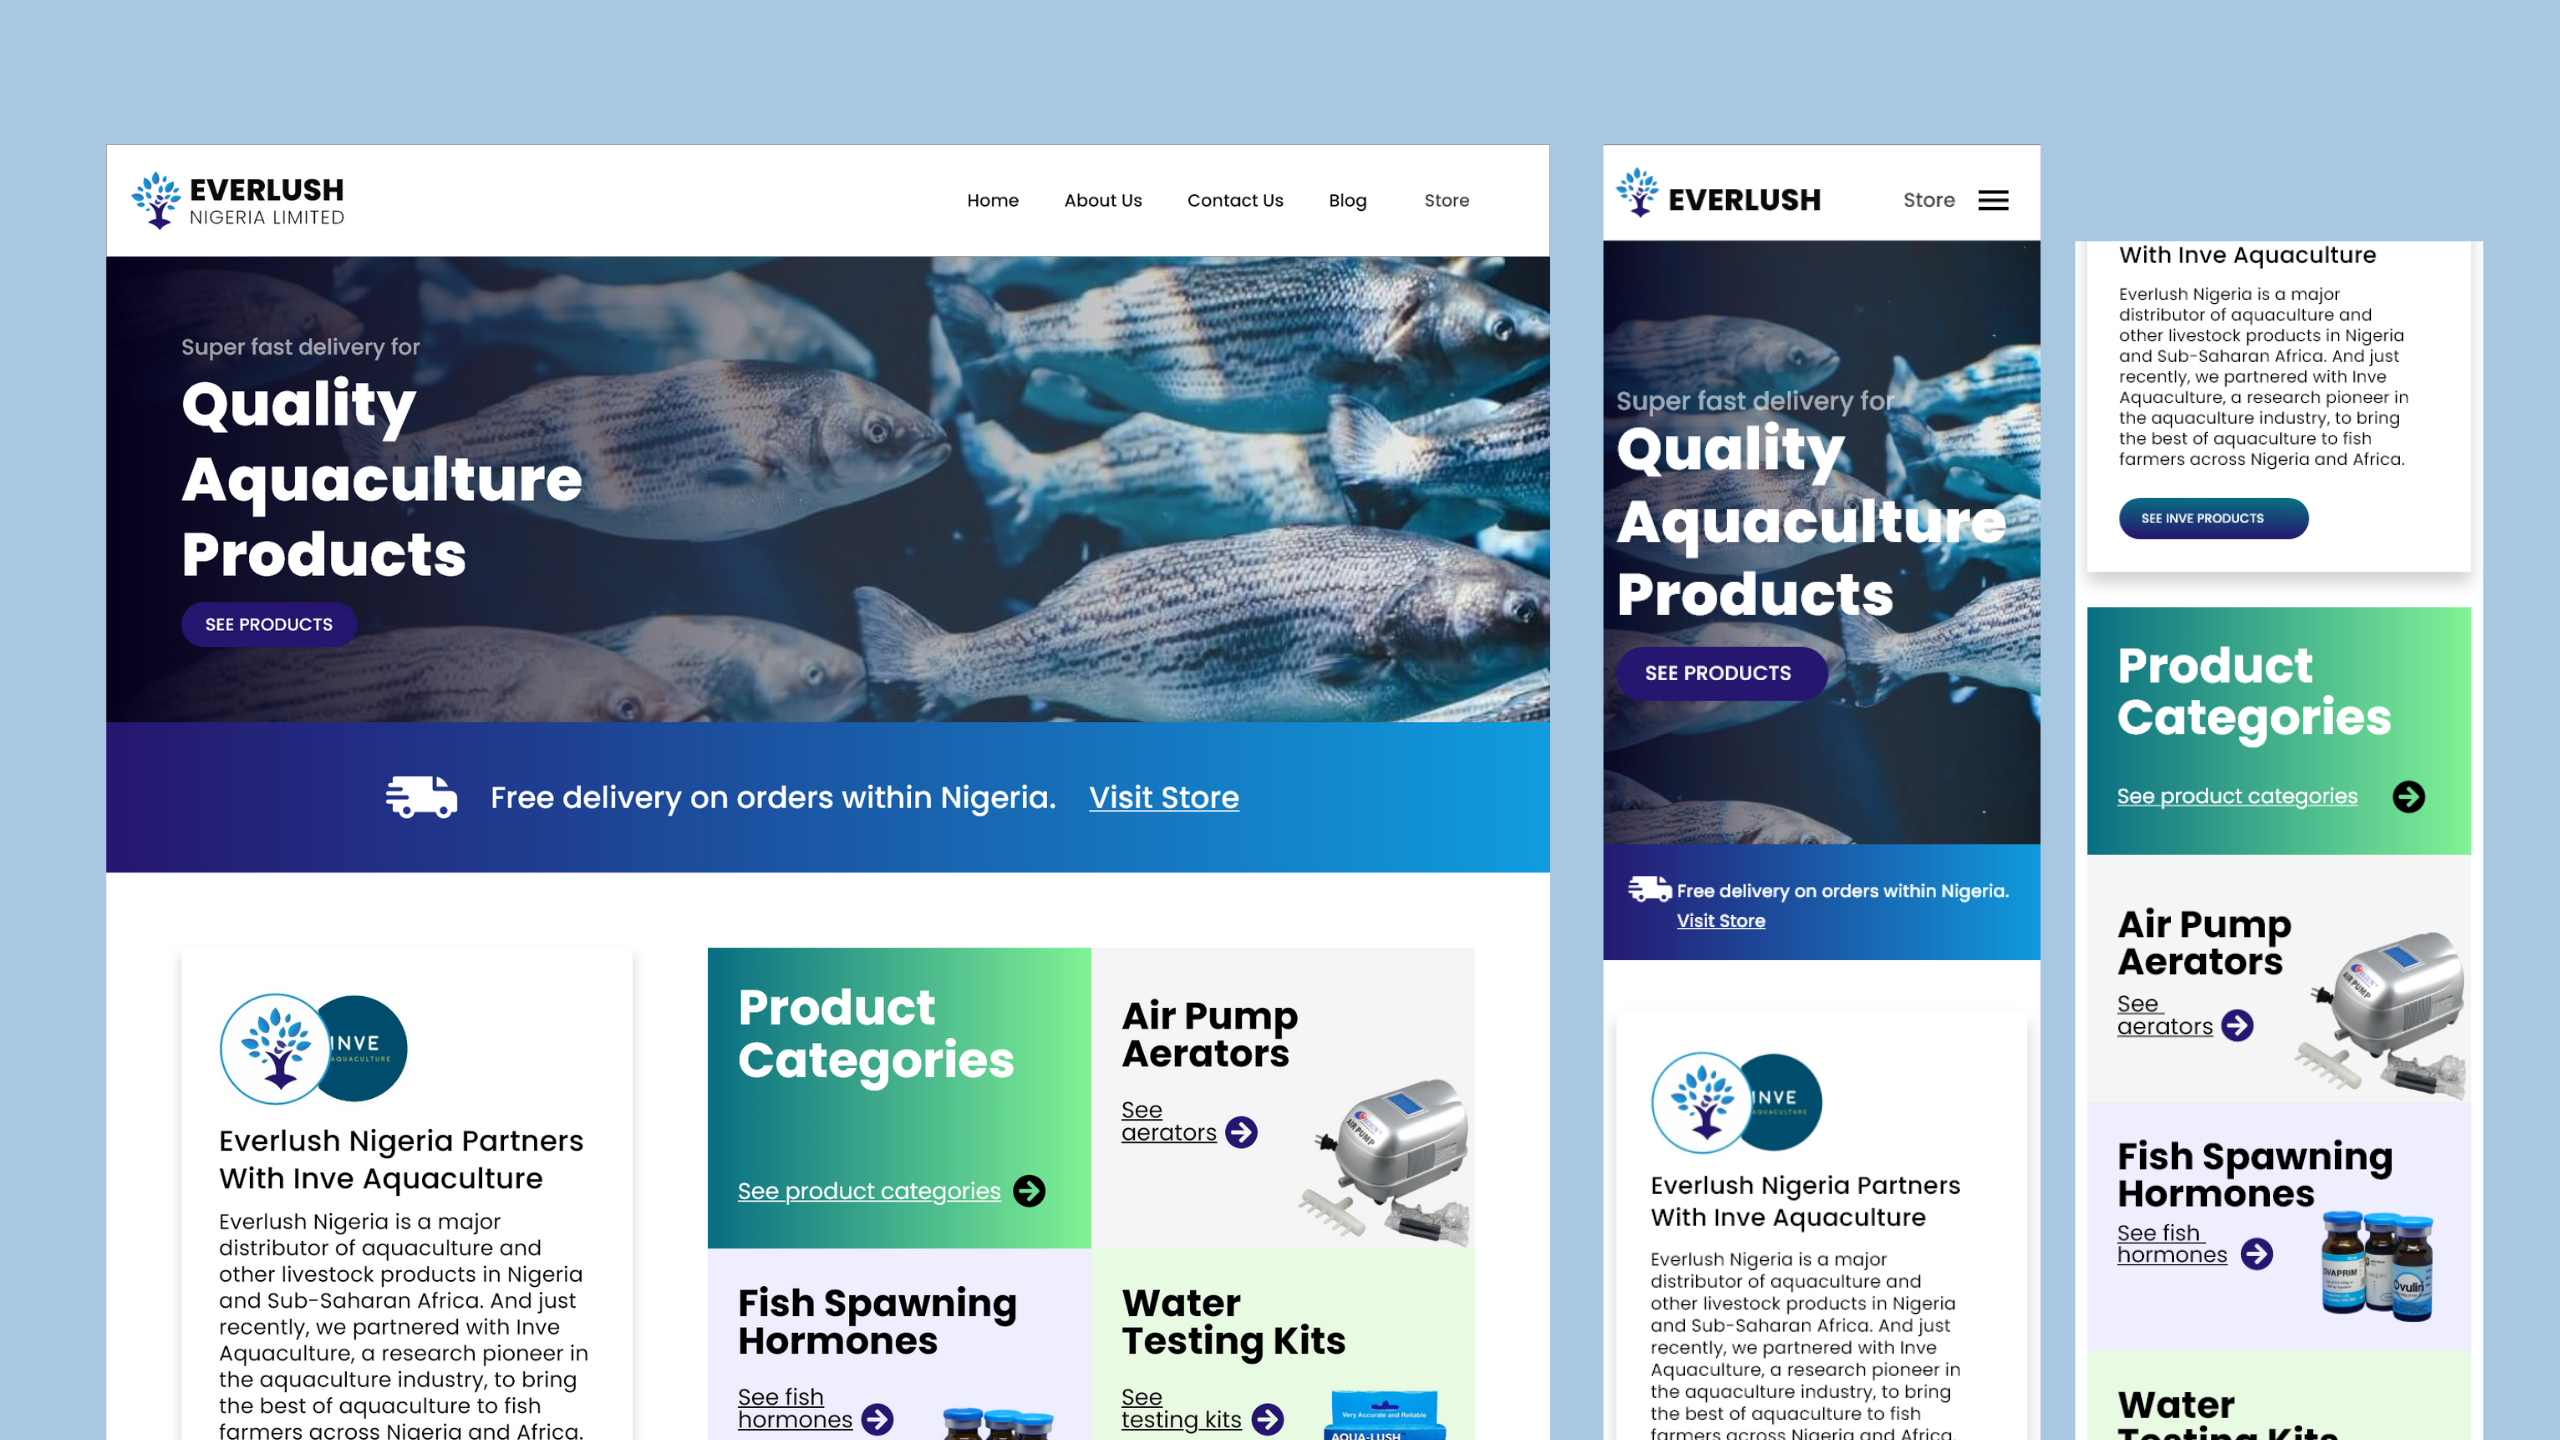 EVERLUSH
NIGERIA LIMITED
Home About Us Contact Us Blog Store
Super fast delivery for
Quality
Aquaculture
Products
SEE PRODUCTS
Free delivery on orders within Nigeria. Visit Store
INVE
AQUACULTURE
Everlush Nigeria Partners
With Inve Aquaculture
Everlush Nigeria is a major
distributor of aquaculture and
other livestock products in Nigeria
and Sub-Saharan Africa. And just
recently, we partnered with Inve
Aquaculture, a research pioneer in
the aquaculture industry, to bring
the best of aquaculture to fish
farmers across Nigeria and Africa.
Product
Categories
See product categories
Air Pump
Aerators
See
aerators
AIR PUMP
Fish Spawning
Hormones
See fish
hormones
Water
Testing Kits
See
testing kits
Very Accurate and Reliable
AQUA-LUSH
EVERLUSH
Store
Super fast delivery for
Quality
Aquaculture
Products
SEE PRODUCTS
Free delivery on orders within Nigeria.
Visit Store
INVE
AQUACULTURE
Everlush Nigeria Partners
With Inve Aquaculture
Everlush Nigeria is a major
distributor of aquaculture and
other livestock products in Nigeria
and Sub-Saharan Africa. And just
recently, we partnered with Inve
Aquaculture, a research pioneer in
the aquaculture industry, to bring
the best of aquaculture to fish
farmers across Nigeria and Africa.
With Inve Aquaculture
Everlush Nigeria is a major
distributor of aquaculture and
other livestock products in Nigeria
and Sub-Saharan Africa. And just
recently, we partnered with Inve
Aquaculture, a research pioneer in
the aquaculture industry, to bring
the best of aquaculture to fish
farmers across Nigeria and Africa.
SEE INVE PRODUCTS
Product
Categories
See product categories
Air Pump
Aerators
See
aerators
AIR PUMP
Fish Spawning
Hormones
See fish
hormones
OVAPRIM
Ovulin
Water
Testing Kits